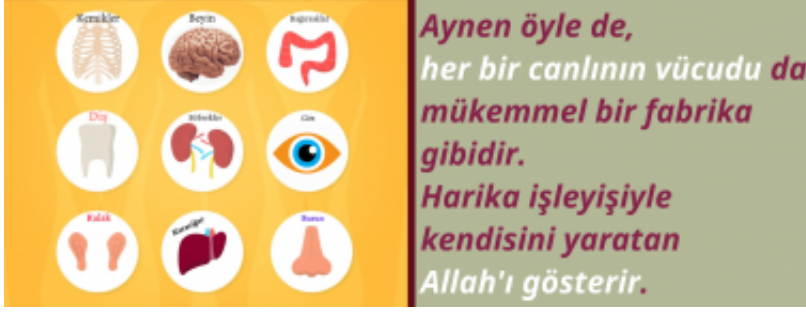 Kemikler
Beyin
Bağırsaklar
Diş
Böbrekler
Göz
Kulak
Karaciğer
Burun
Aynen öyle de,
her bir canlının vücudu da
mükemmel bir fabrika
gibidir.
Harika işleyişiyle
kendisini yaratan
Allah'ı gösterir.